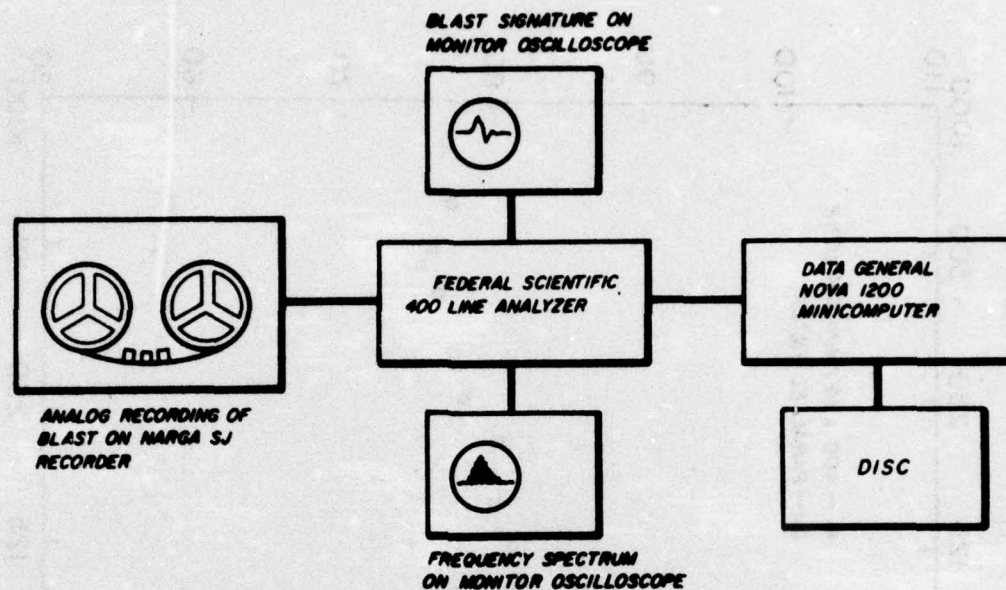 BLAST SIGNATURE ON
MONITOR OSCILLOSCOPE
FEDERAL SCIENTIFIC
400 LINE ANALYZER
DATA GENERAL
NOVA 1200
MINICOMPUTER
ANALOG RECORDING OF
BLAST ON NARGA SJ
RECORDER
DISC
FREQUENCY SPECTRUM
ON MONITOR OSCILLOSCOPE